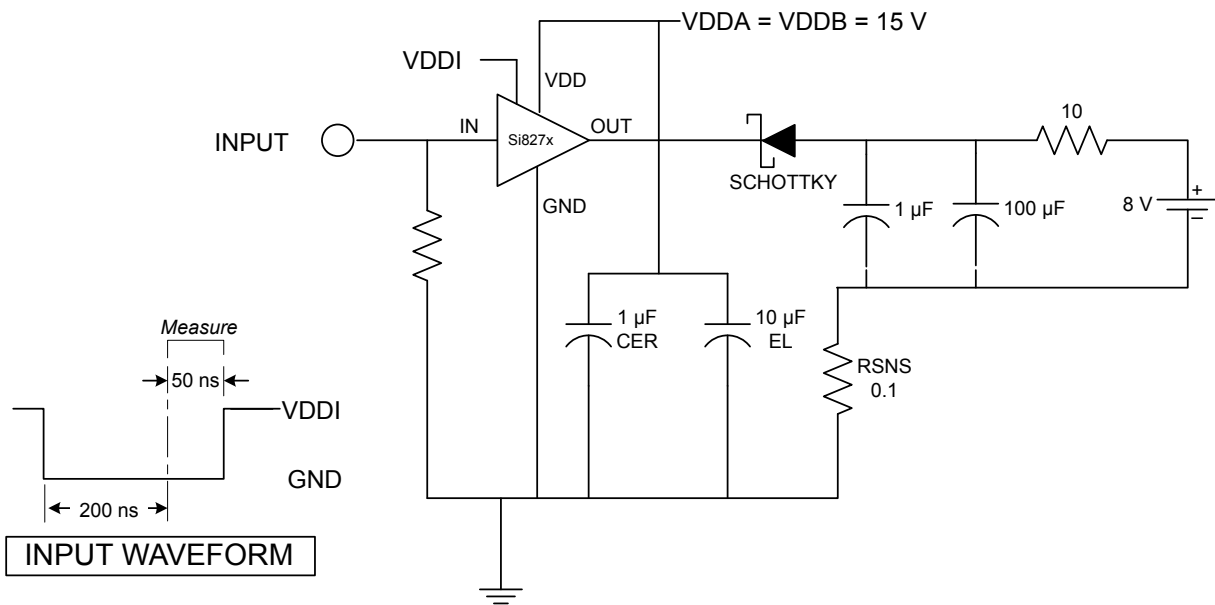 VDDA = VDDB = 15 V
VDDI
VDD
10
INPUT
IN
Si827x
OUT
SCHOTTKY
GND
1 µF
100 µF
8 V
+
–
1 µF
CER
10 µF
EL
RSNS
0.1
Measure
50 ns
VDDI
GND
200 ns
INPUT WAVEFORM